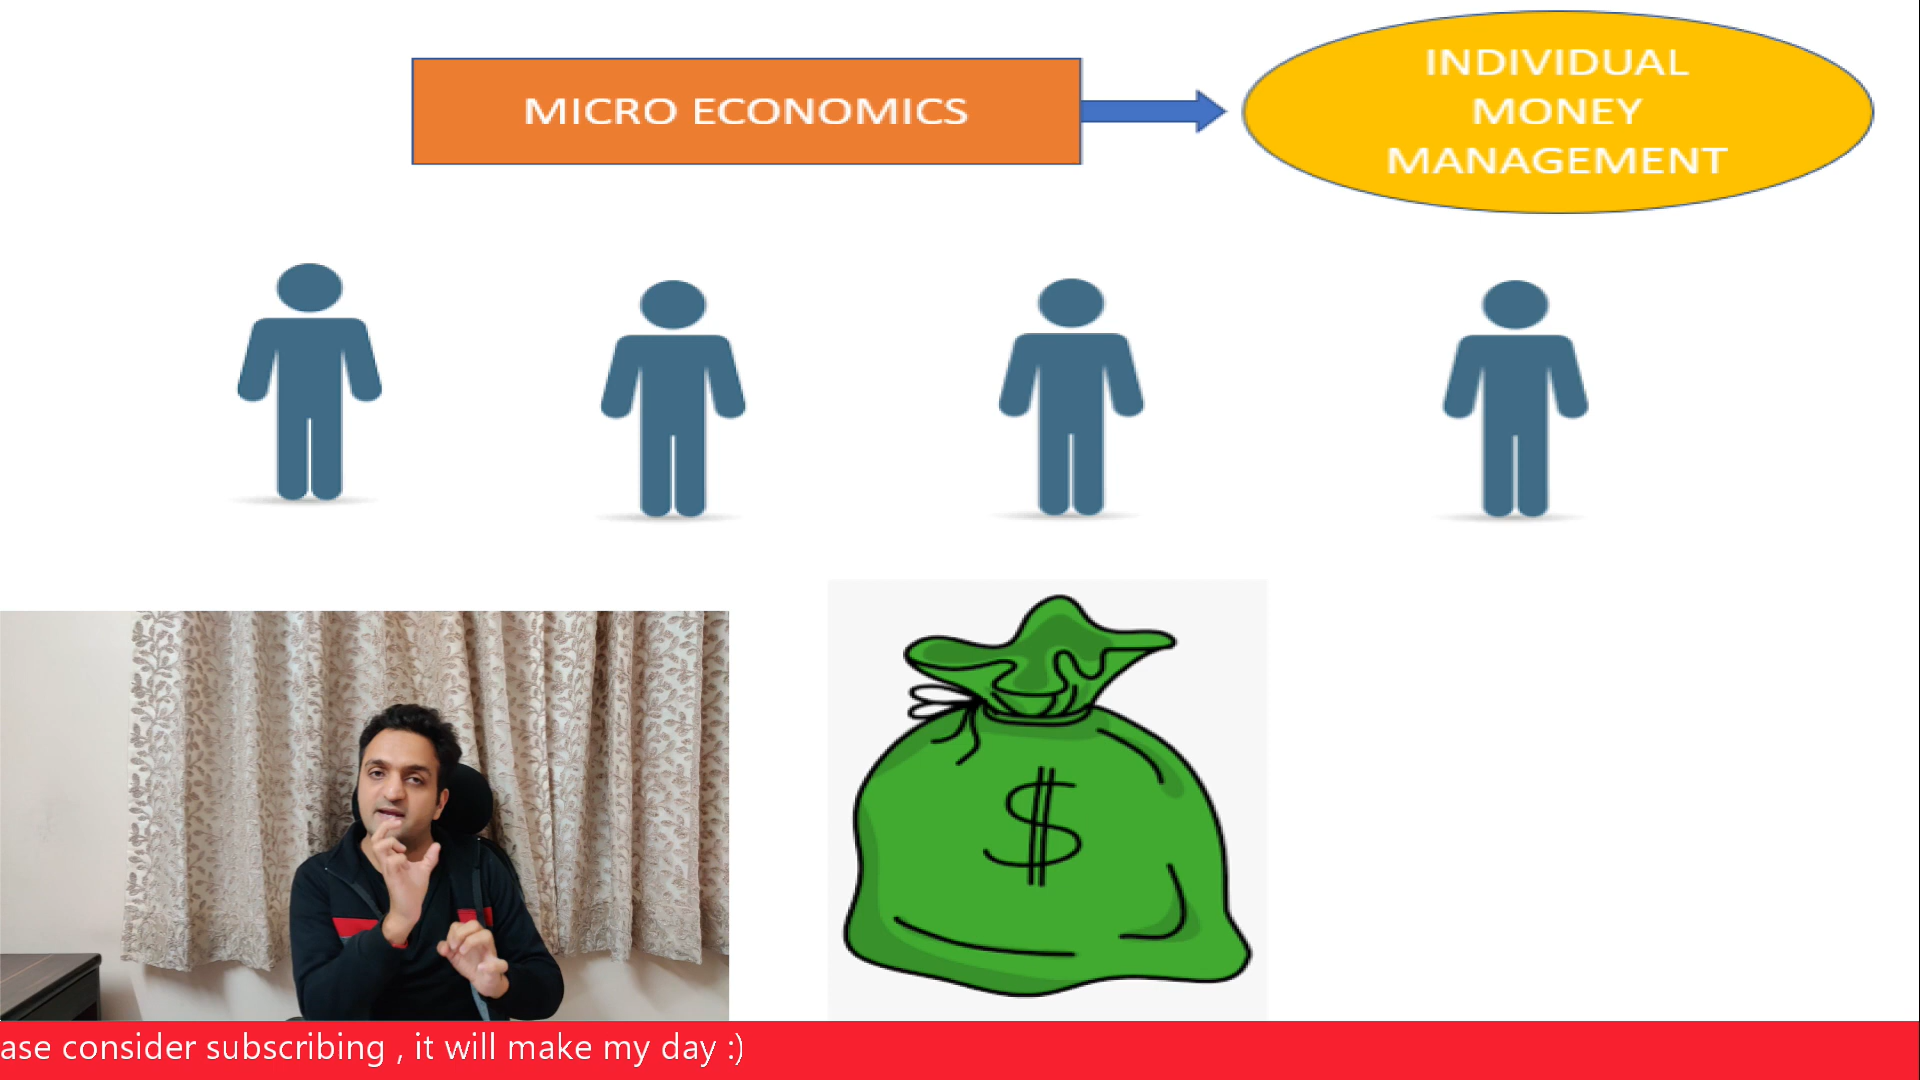 MICRO ECONOMICS
INDIVIDUAL
MONEY
MANAGEMENT
$
ase consider subscribing , it will make my day :)